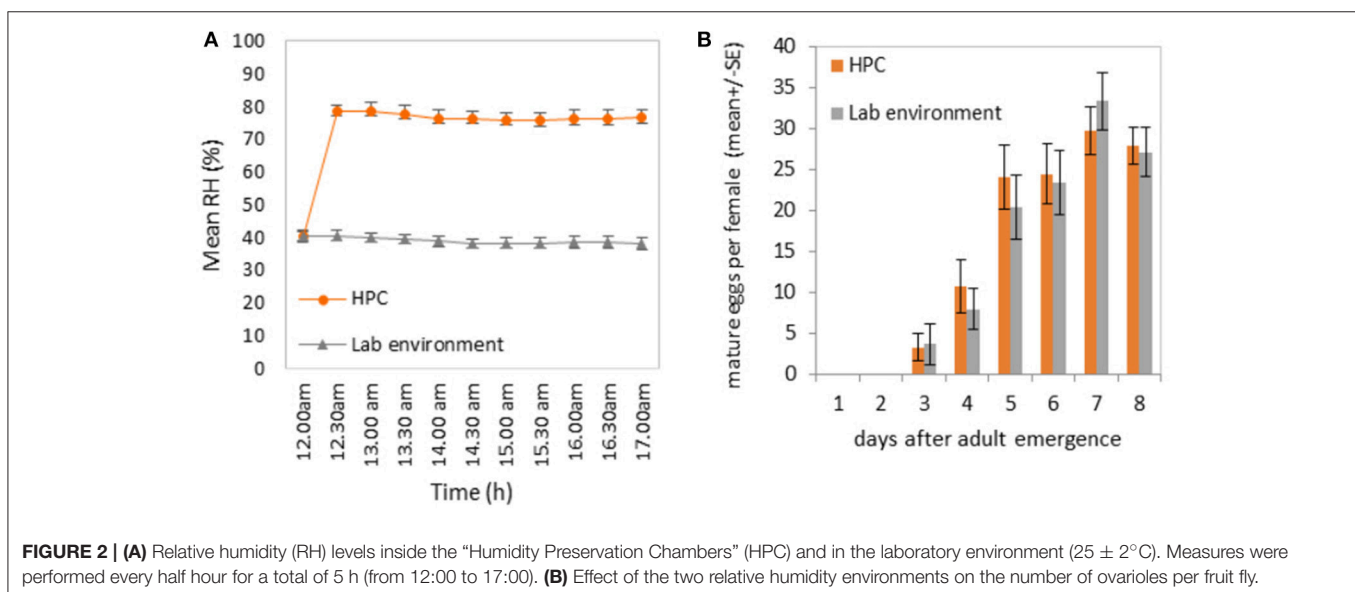 A
100
90
80
70
60
50
40
30
20
10
0
Mean RH (%)
HPC
Lab environment
12.00am
12.30am
13.00 am
13.30 am
14.00 am
14.30 am
15.00 am
15.30 am
16.00am
16.30am
17.00am
Time (h)
B
40
35
30
25
20
15
10
5
0
mature eggs per female (mean+/-SE)
HPC
Lab environment
1 2 3 4 5 6 7 8
days after adult emergence
FIGURE 2 | (A) Relative humidity (RH) levels inside the “Humidity Preservation Chambers” (HPC) and in the laboratory environment (25 ± 2°C). Measures were
performed every half hour for a total of 5 h (from 12:00 to 17:00). (B) Effect of the two relative humidity environments on the number of ovarioles per fruit fly.